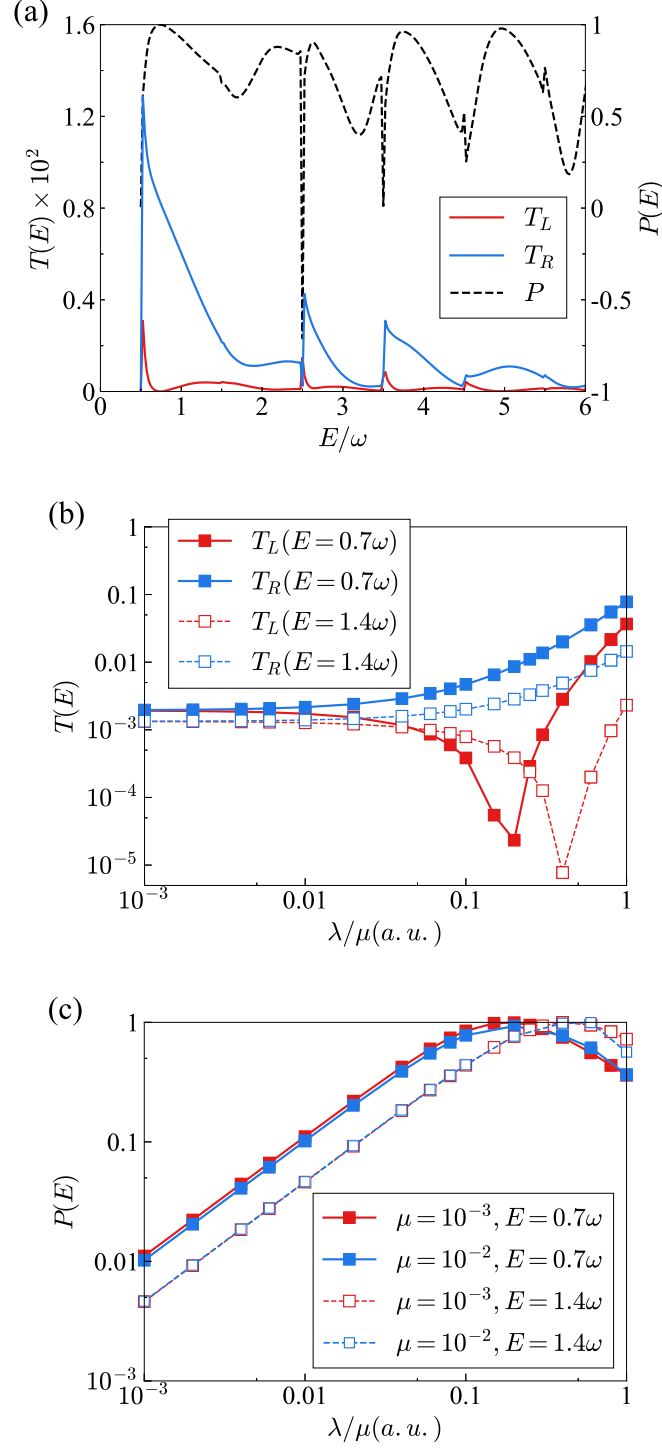 (a)
1.6
1.2
0.8
0.4
0
T(E) × 10²
1
0.5
0
-0.5
-1
P(E)
T_L
T_R
P
0 1 2 3 4 5 6
E/ω
(b)
1
0.1
0.01
10⁻³
10⁻⁴
10⁻⁵
T(E)
T_L(E = 0.7ω)
T_R(E = 0.7ω)
T_L(E = 1.4ω)
T_R(E = 1.4ω)
10⁻³ 0.01 0.1 1
λ/μ(a. u.)
(c)
1
0.1
0.01
10⁻³
P(E)
μ = 10⁻³, E = 0.7ω
μ = 10⁻², E = 0.7ω
μ = 10⁻³, E = 1.4ω
μ = 10⁻², E = 1.4ω
10⁻³ 0.01 0.1 1
λ/μ(a. u.)